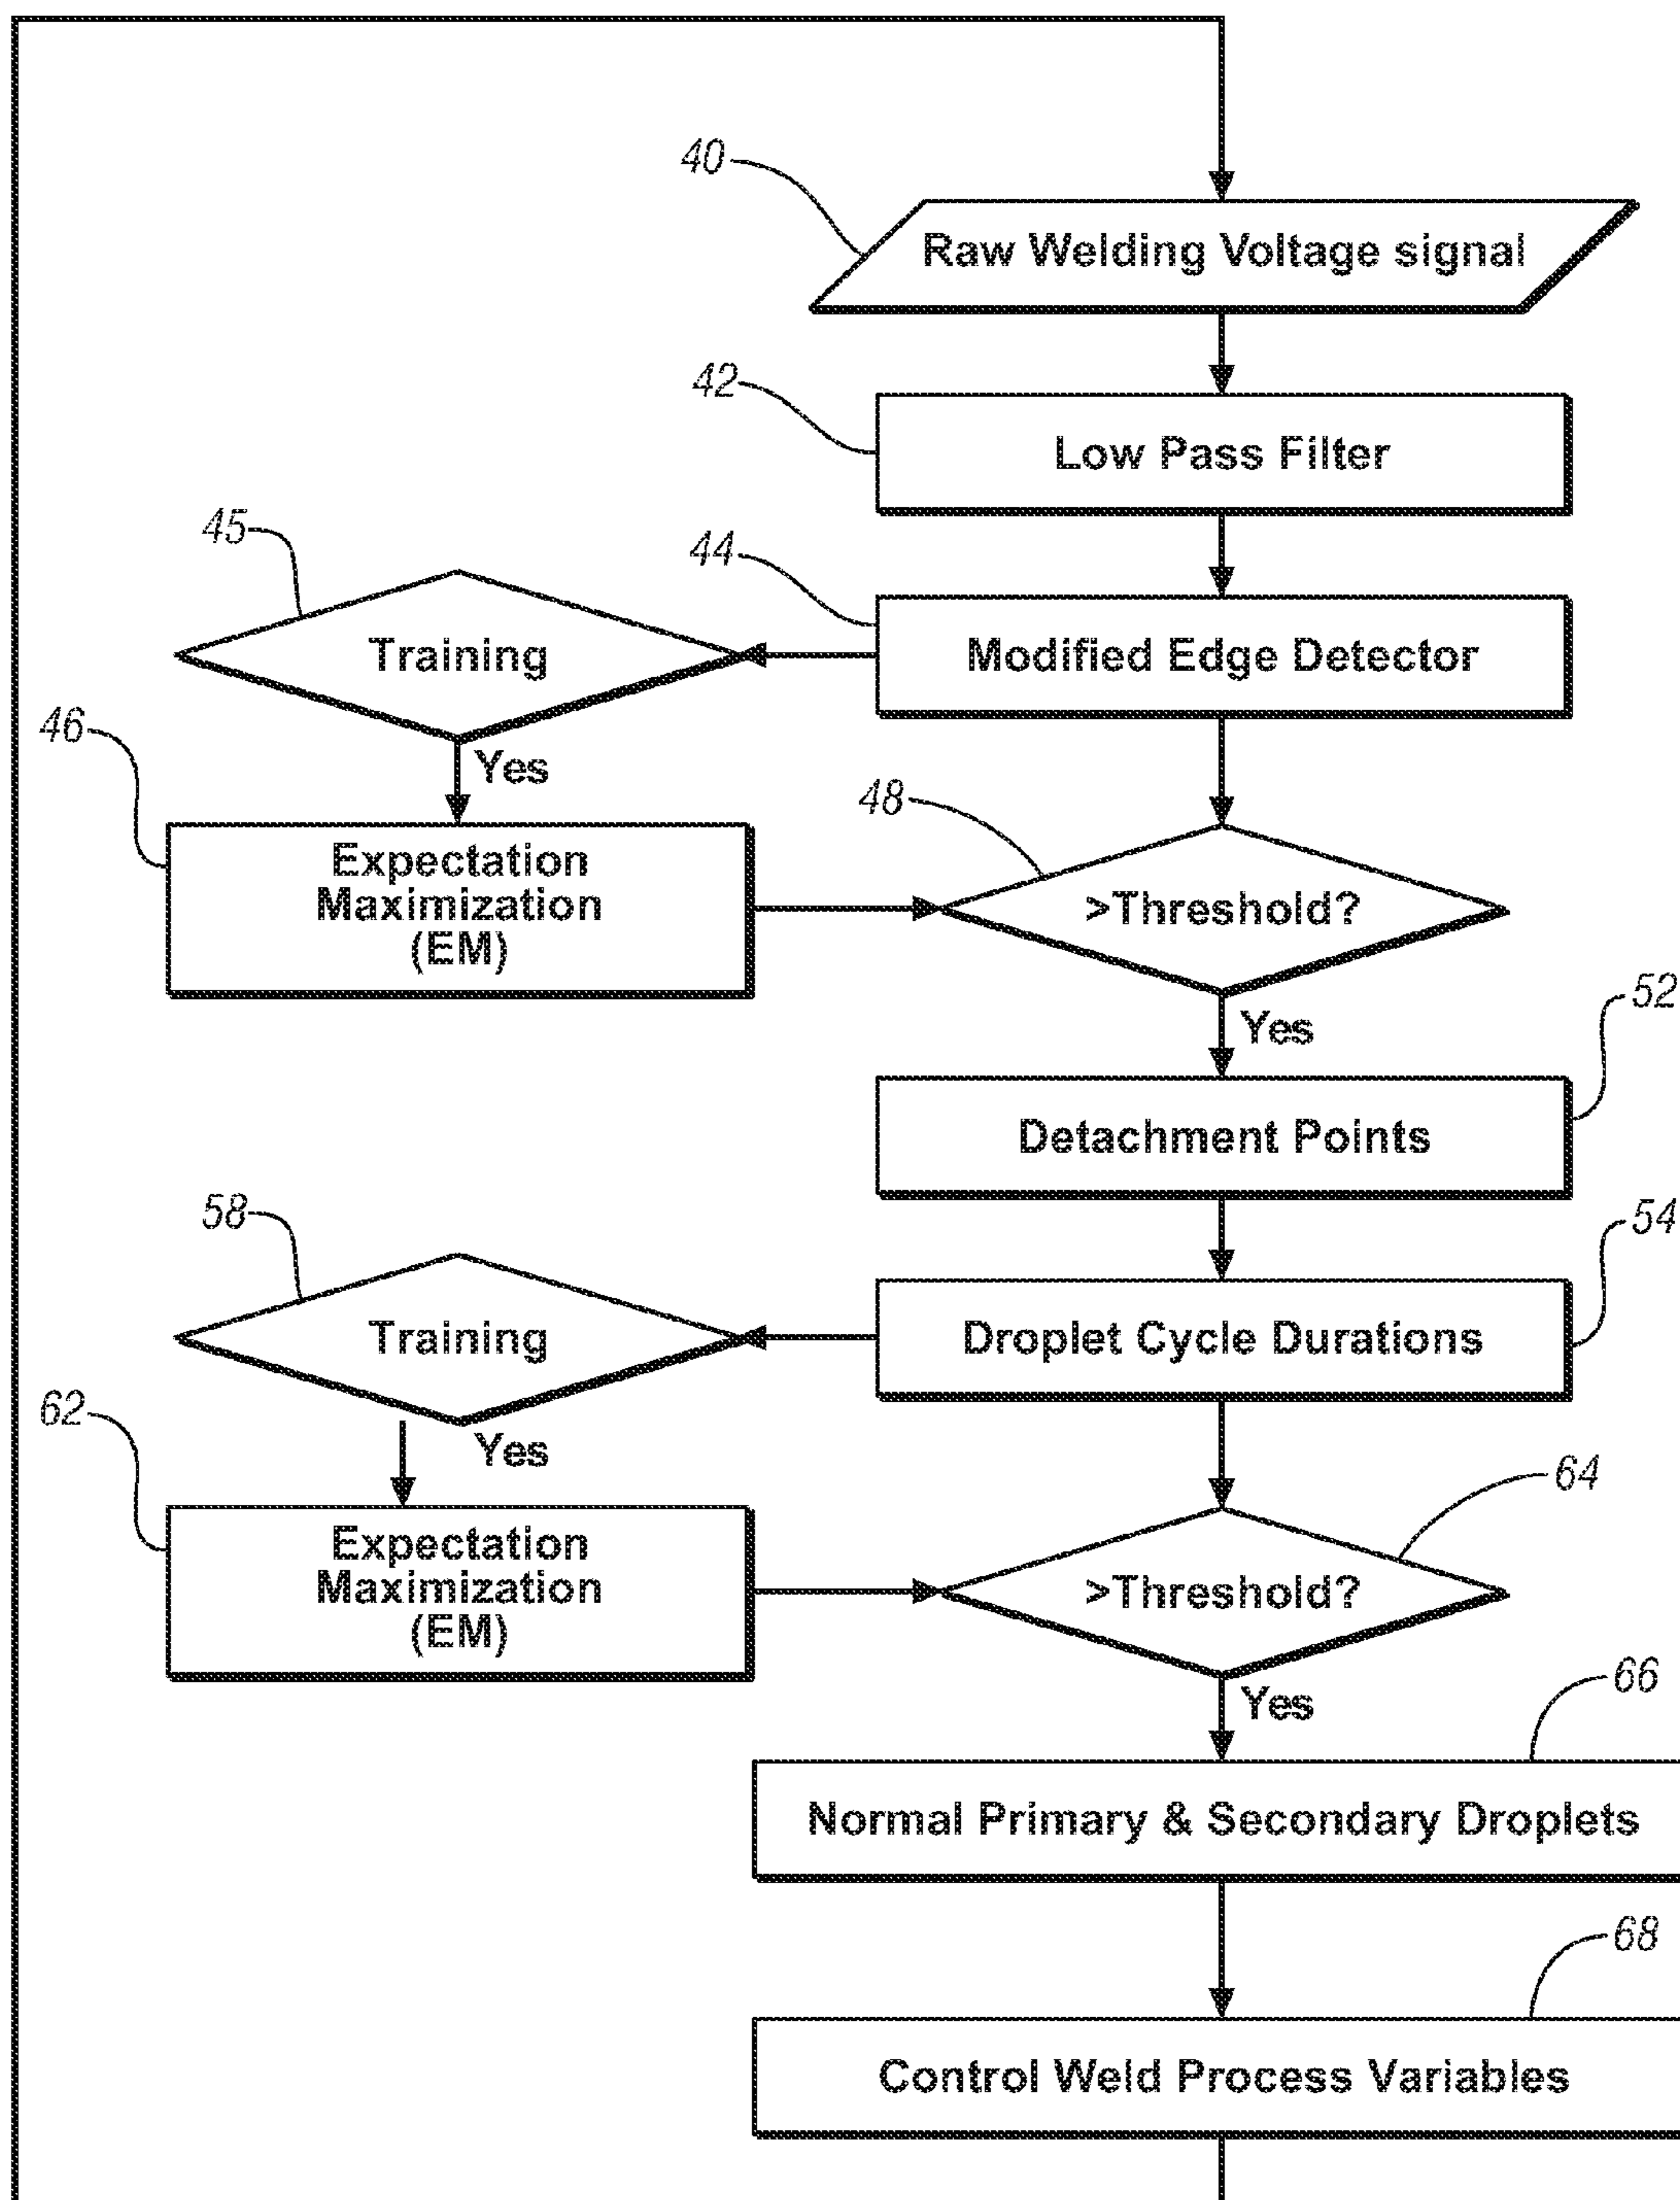 40
Raw Welding Voltage signal
42
Low Pass Filter
45
44
Training
Modified Edge Detector
46
Yes
48
Expectation
Maximization
(EM)
>Threshold?
52
Yes
Detachment Points
58
54
Training
Droplet Cycle Durations
62
Yes
64
Expectation
Maximization
(EM)
>Threshold?
66
Yes
Normal Primary & Secondary Droplets
68
Control Weld Process Variables